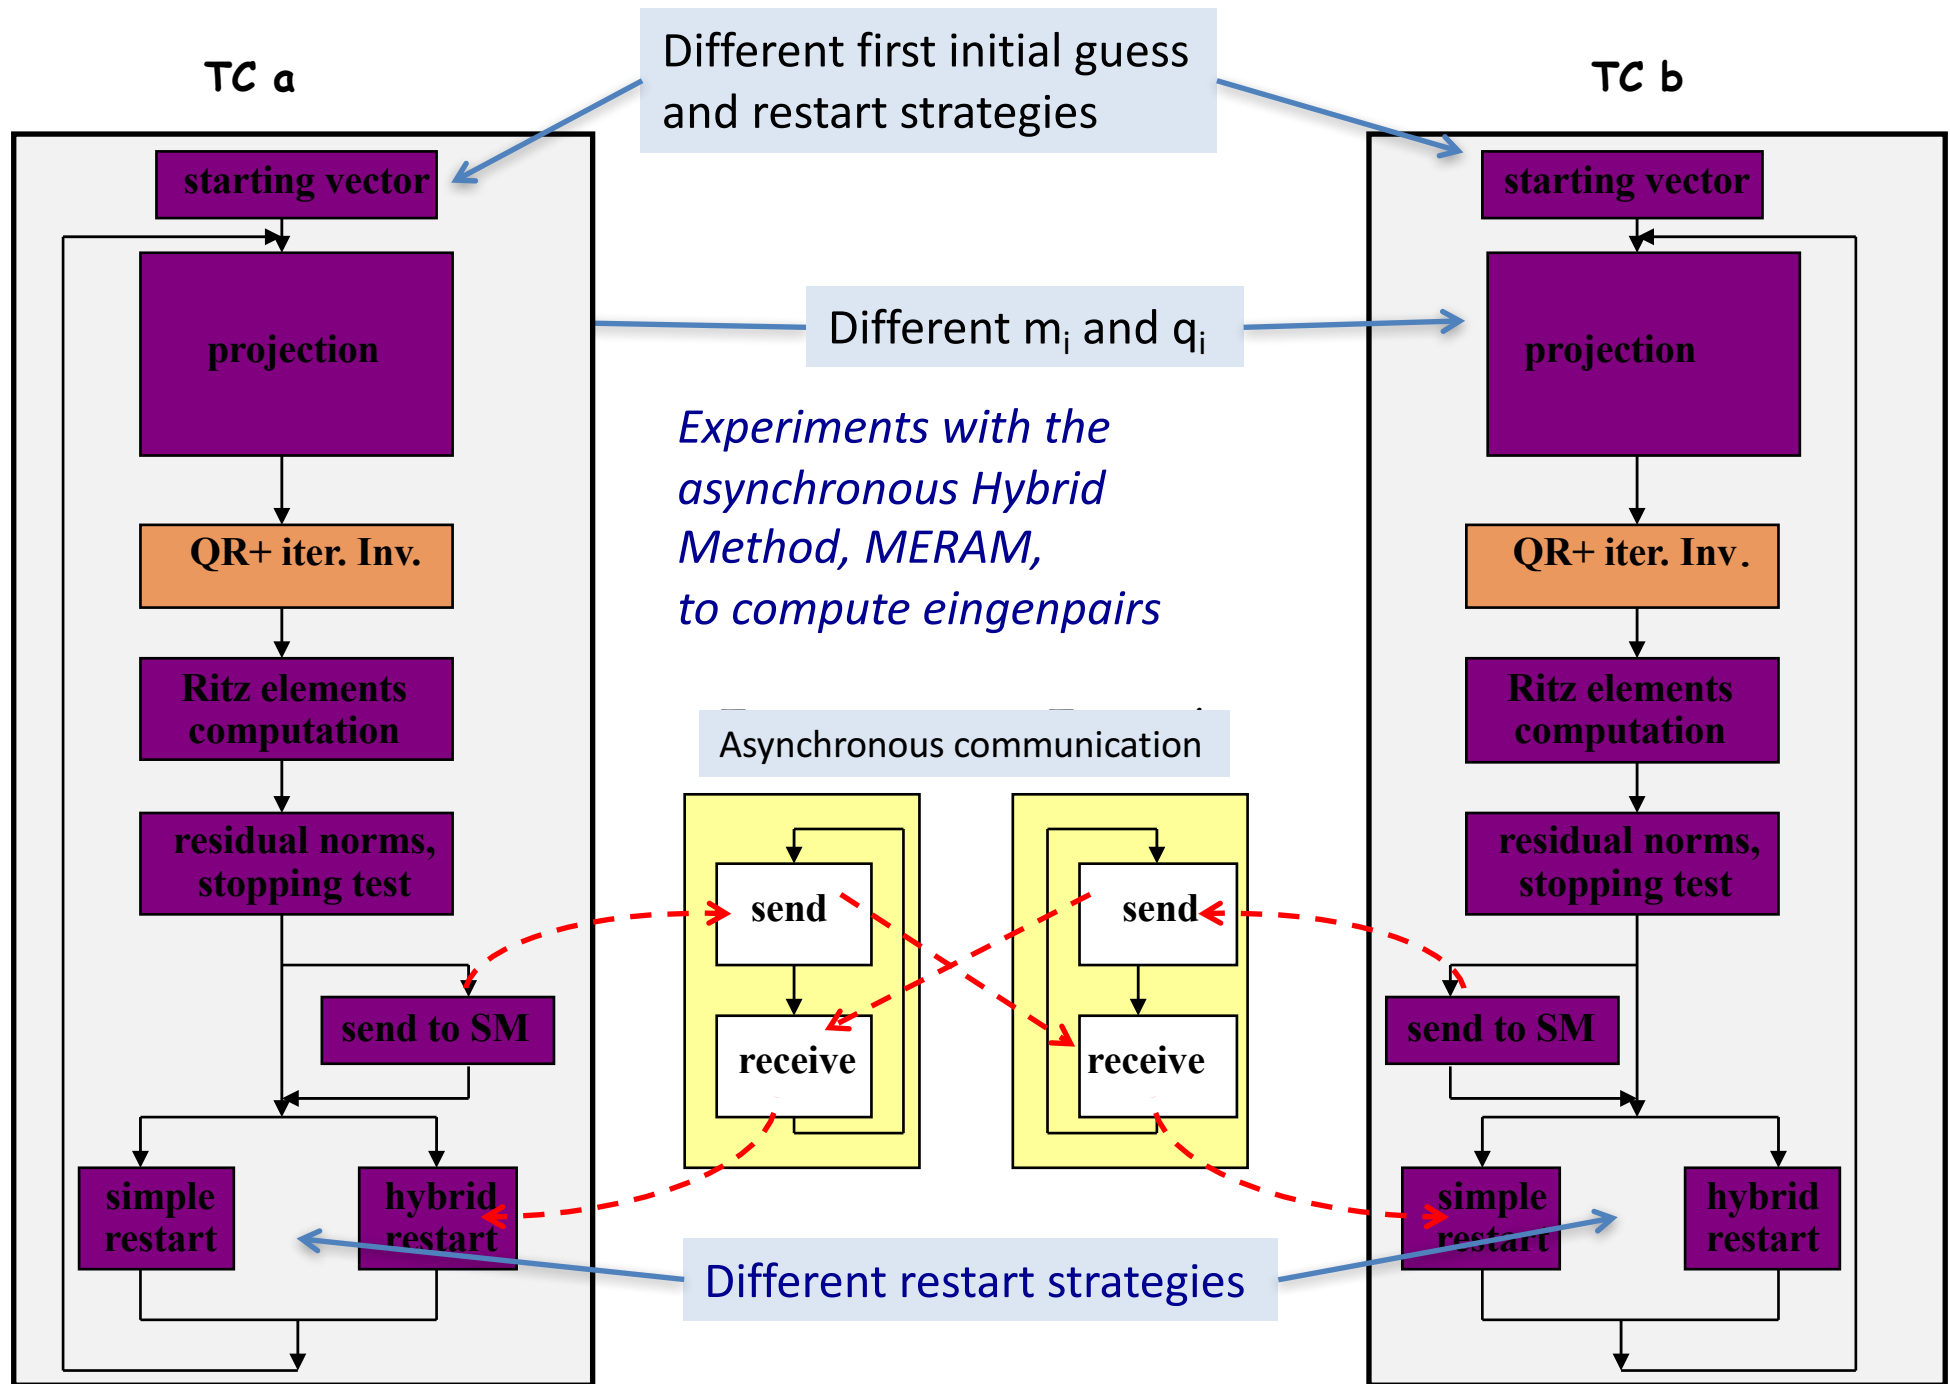 Different first initial guess
and restart strategies
TC a
TC b
starting vector
starting vector
projection
Different mᵢ and qᵢ
projection
Experiments with the
asynchronous Hybrid
Method, MERAM,
to compute eingenpairs
QR+ iter. Inv.
QR+ iter. Inv.
Ritz elements
computation
Ritz elements
computation
Asynchronous communication
residual norms,
stopping test
residual norms,
stopping test
send
send
send to SM
send to SM
receive
receive
simple
restart
hybrid
restart
simple
restart
hybrid
restart
Different restart strategies